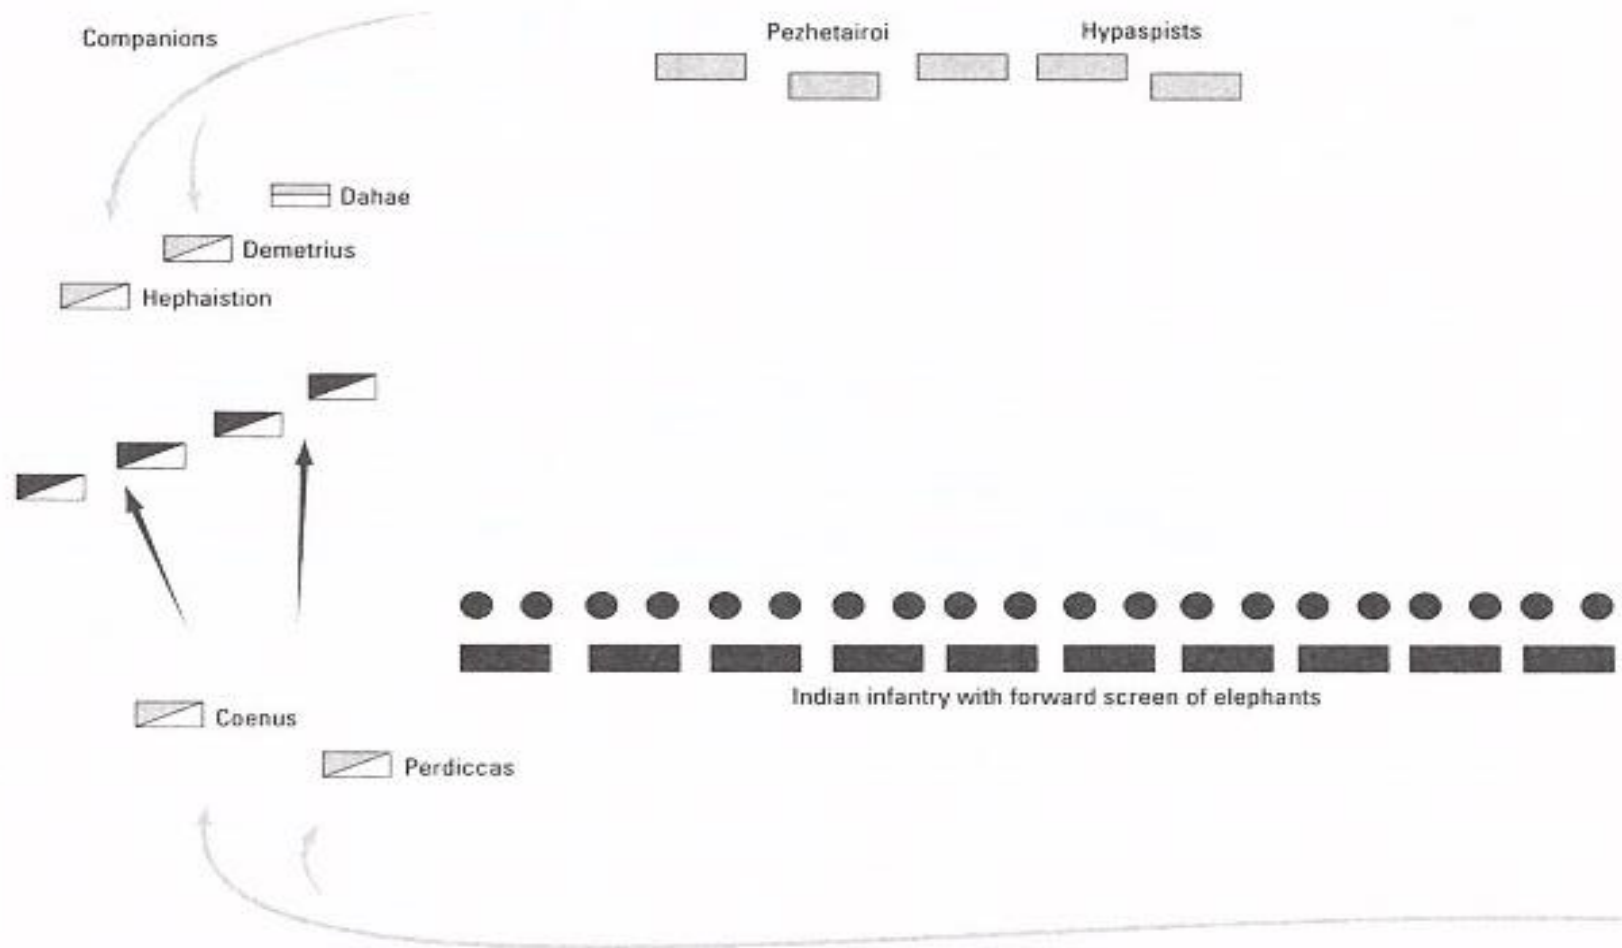 Companions
Pezhetairoi
Hypaspists
Dahae
Demetrius
Hephaistion
Indian infantry with forward screen of elephants
Coenus
Perdiccas